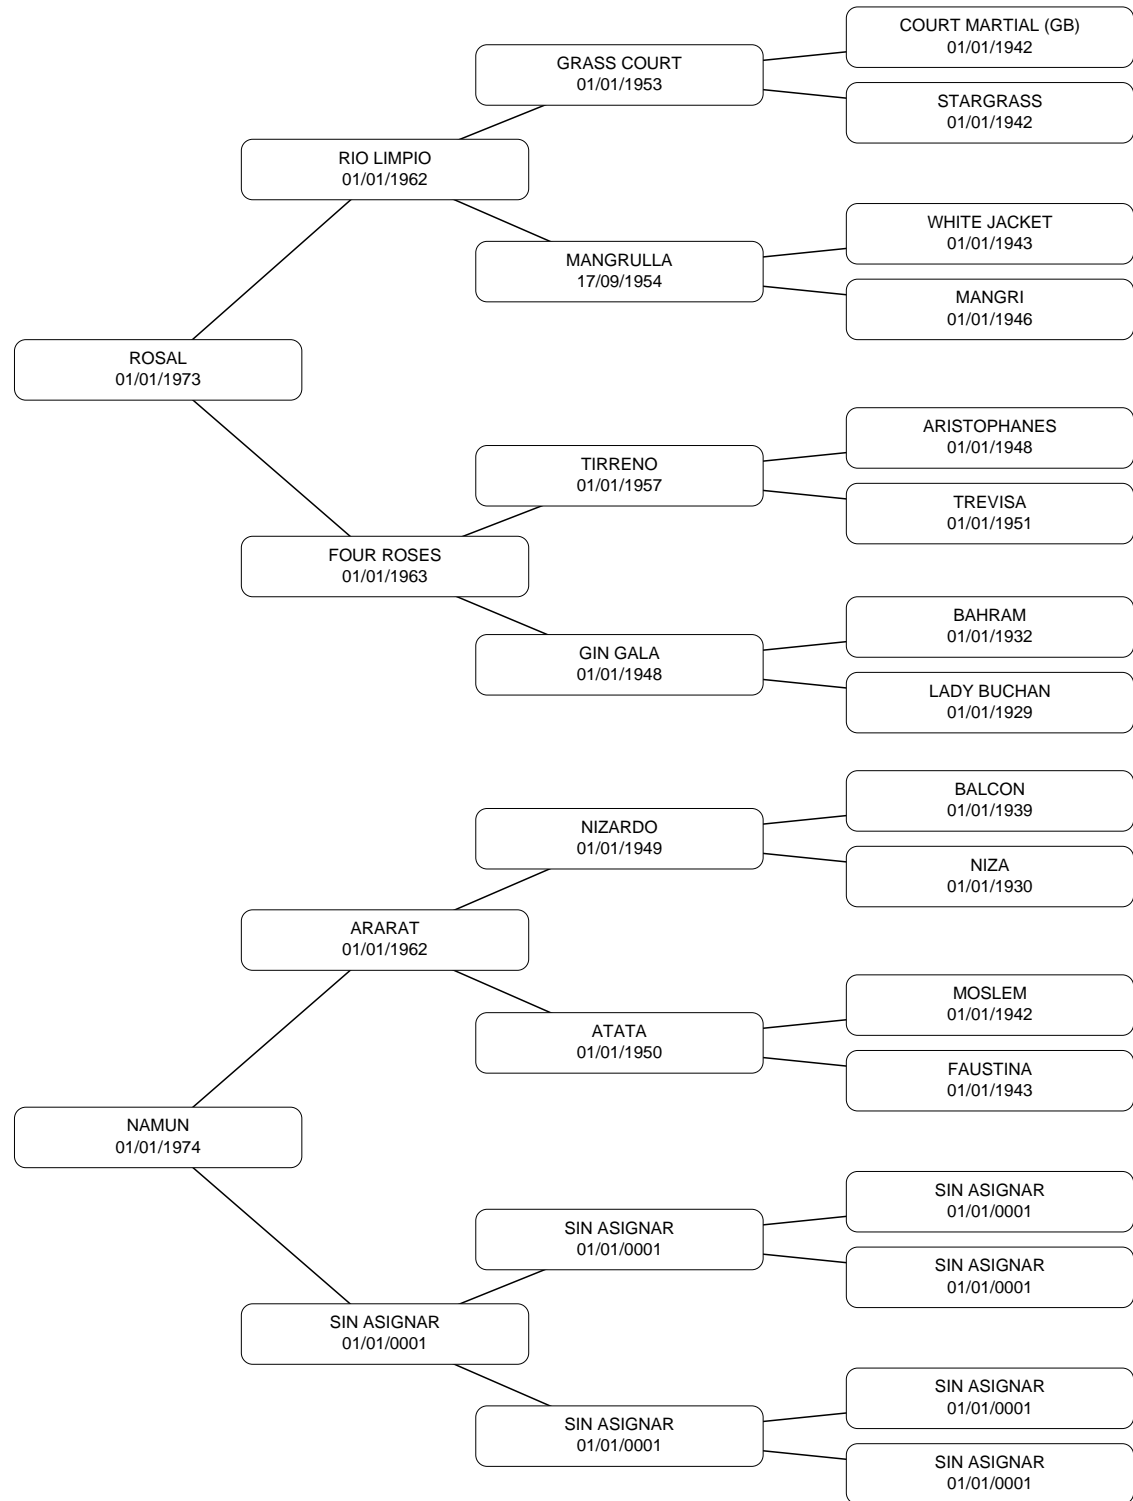 COURT MARTIAL (GB)
01/01/1942
GRASS COURT
01/01/1953
STARGRASS
01/01/1942
RIO LIMPIO
01/01/1962
WHITE JACKET
01/01/1943
MANGRULLA
17/09/1954
MANGRI
01/01/1946
ROSAL
01/01/1973
ARISTOPHANES
01/01/1948
TIRRENO
01/01/1957
TREVISA
01/01/1951
FOUR ROSES
01/01/1963
BAHRAM
01/01/1932
GIN GALA
01/01/1948
LADY BUCHAN
01/01/1929
BALCON
01/01/1939
NIZARDO
01/01/1949
NIZA
01/01/1930
ARARAT
01/01/1962
MOSLEM
01/01/1942
ATATA
01/01/1950
FAUSTINA
01/01/1943
NAMUN
01/01/1974
SIN ASIGNAR
01/01/0001
SIN ASIGNAR
01/01/0001
SIN ASIGNAR
01/01/0001
SIN ASIGNAR
01/01/0001
SIN ASIGNAR
01/01/0001
SIN ASIGNAR
01/01/0001
SIN ASIGNAR
01/01/0001